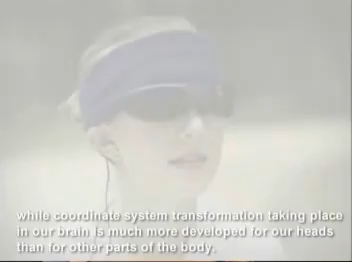 while coordinate system transformation taking place
in our brain is much more developed for our heads
than for other parts of the body.